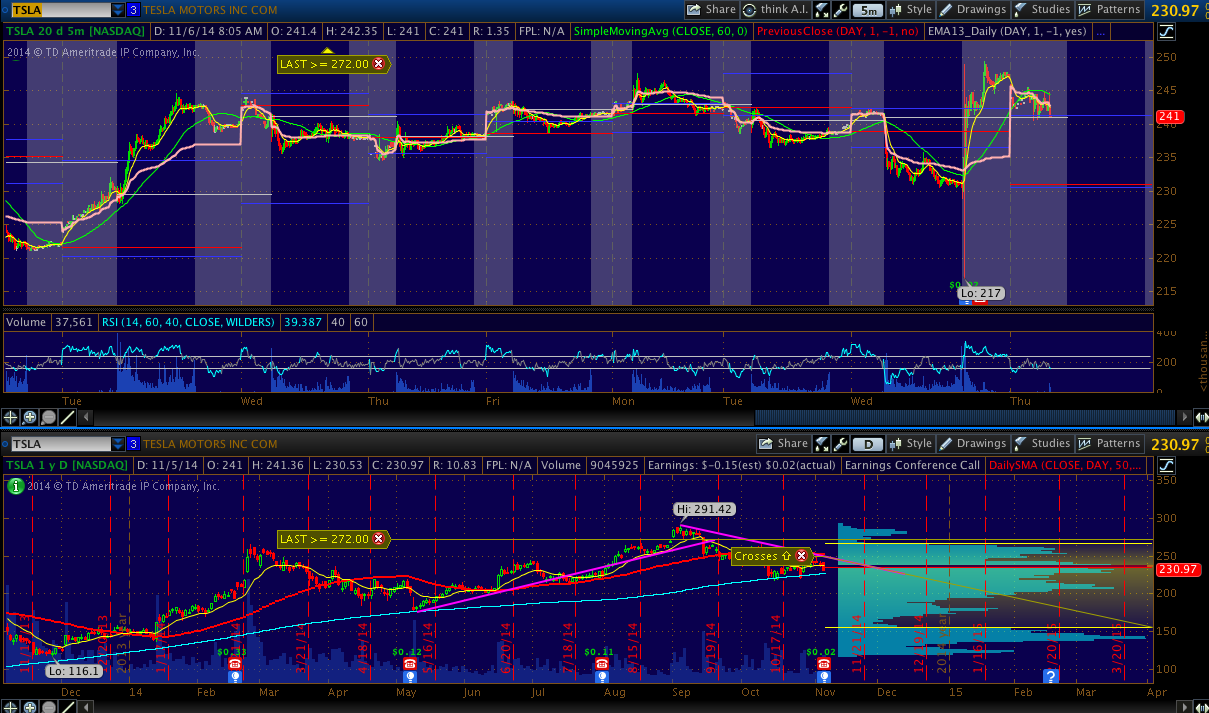 TSLA 3 TESLA MOTORS INC COM Share think A.I. 5m Style Drawings Studies Patterns 230.97
TSLA 20 d 5m [NASDAQ] D: 11/6/14 8:05 AM O: 241.4 H: 242.35 L: 241 C: 241 R: 1.35 FPL: N/A SimpleMovingAvg (CLOSE, 60, 0) PreviousClose (DAY, 1, -1, no) EMA13_Daily (DAY, 1, -1, yes) ...
2014 © TD Ameritrade IP Company, Inc.
LAST >= 272.00
250
245
241
240
235
230
225
220
215
Lo: 217
Volume 37,561 RSI (14, 60, 40, CLOSE, WILDERS) 39.387 40 60
400
200
0
<thousan...
Tue Wed Thu Fri Mon Tue Wed Thu
TSLA 3 TESLA MOTORS INC COM Share D Style Drawings Studies Patterns 230.97
TSLA 1 y D [NASDAQ] D: 11/5/14 O: 241 H: 241.36 L: 230.53 C: 230.97 R: 10.83 FPL: N/A Volume 9045925 Earnings: $-0.15(est) $0.02(actual) Earnings Conference Call DailySMA (CLOSE, DAY, 50,...
2014 © TD Ameritrade IP Company, Inc.
350
Hi: 291.42
300
LAST >= 272.00
Crosses
250
230.97
200
150
100
12/20/13
2013 year
3/21/14
4/18/14
5/16/14
6/20/14
7/18/14
8/15/14
9/19/14
10/17/14
11/22/14
12/20/14
3/20/15
$0.33
$0.12
$0.11
$0.02
Lo: 116.1
?
Dec 14 Feb Mar Apr May Jun Jul Aug Sep Oct Nov Dec 15 Feb Mar Apr